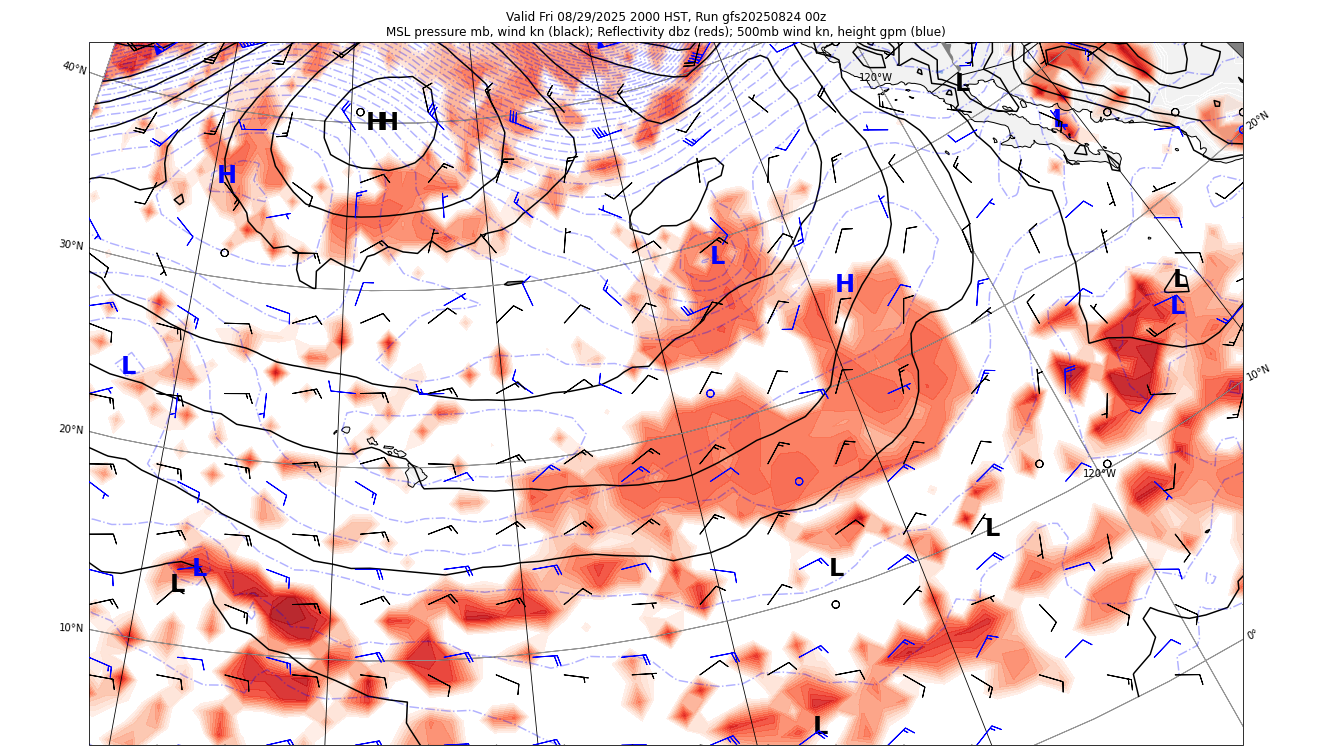 Valid Fri 08/29/2025 2000 HST, Run gfs20250824 00z
MSL pressure mb, wind kn (black); Reflectivity dbz (reds); 500mb wind kn, height gpm (blue)
40°N
120°W
L
L
20°N
HHH
H
30°N
L
H
L
L
L
10°N
20°N
120°W
L
L
L
L
10°N
0°
L